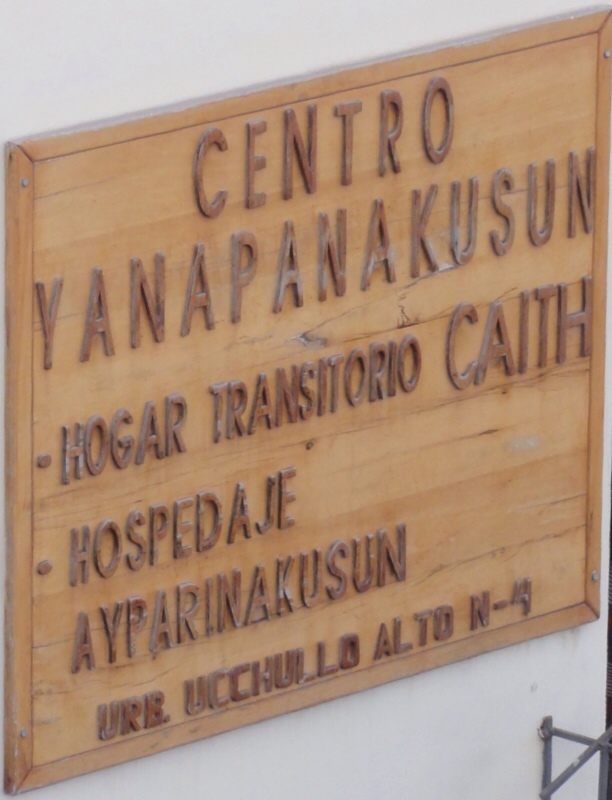 CENTRO
YANAPANAKUSUN
· HOGAR TRANSITORIO CAITH
· HOSPEDAJE
AYPARINAKUSUN
URB. UCCHULLO ALTO N-4